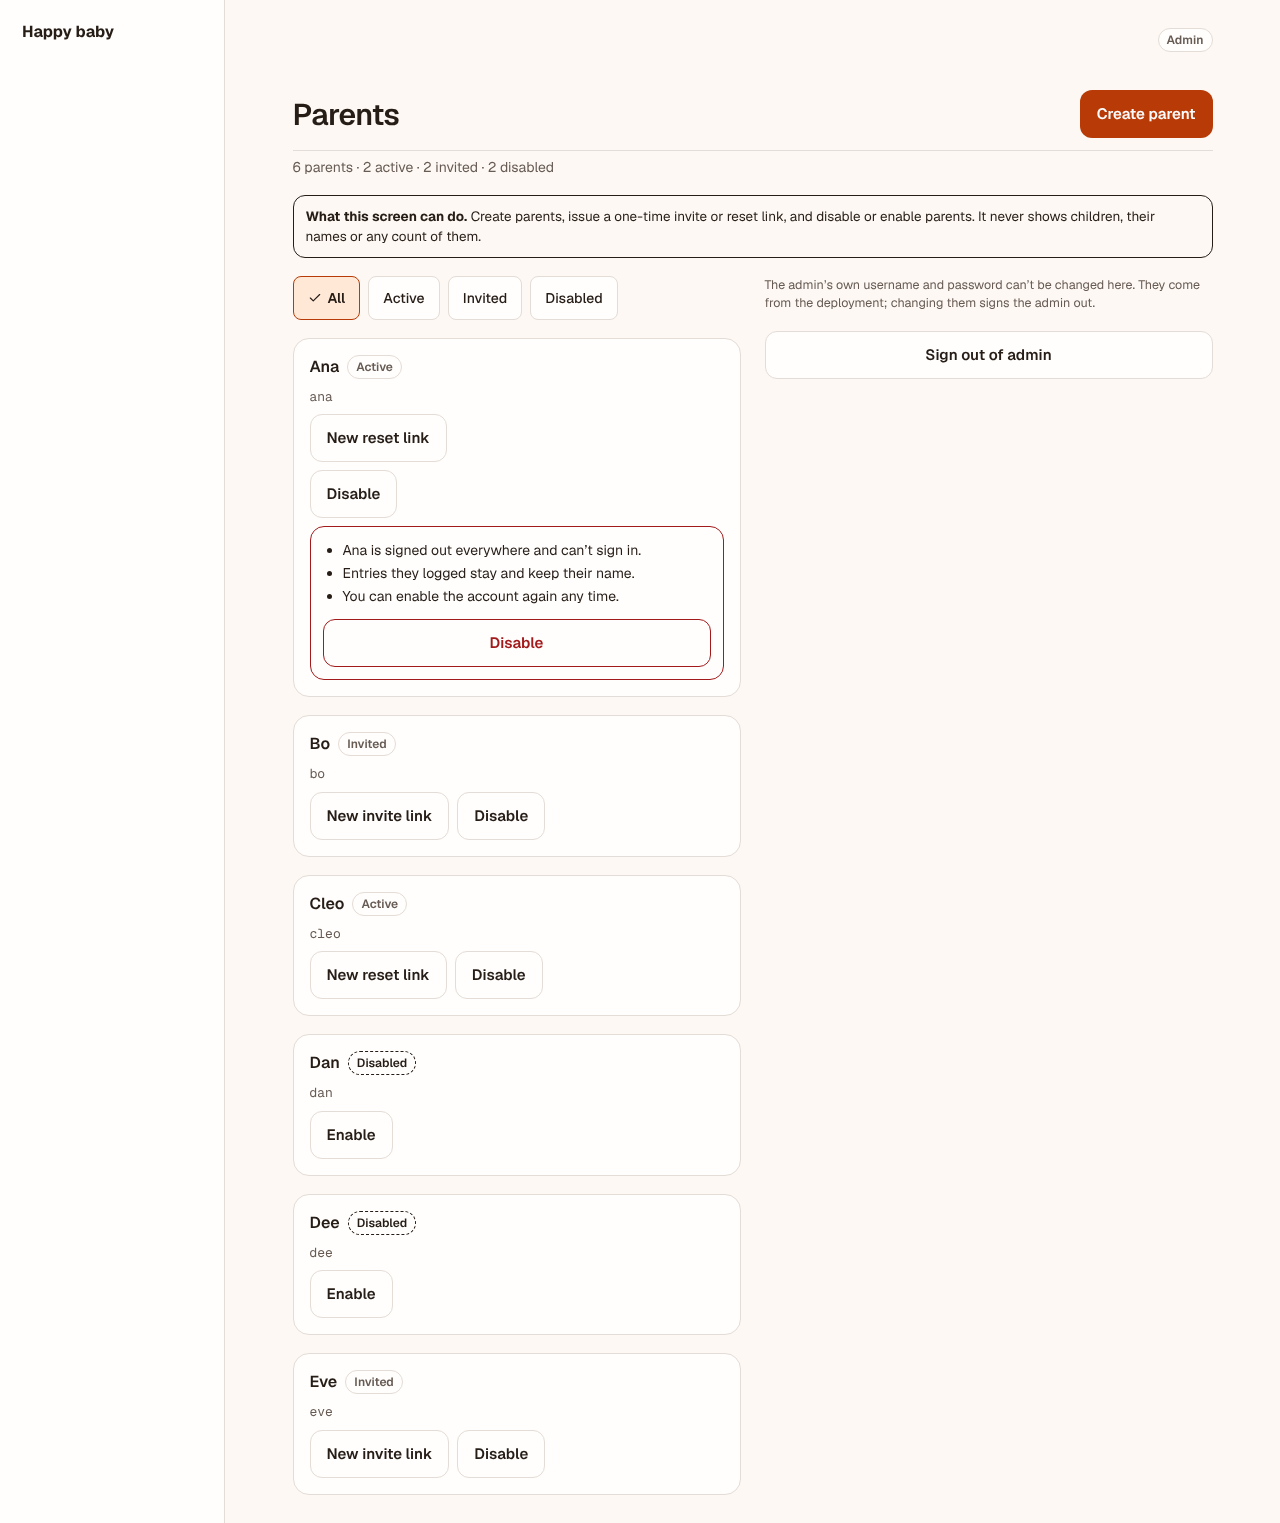 Happy baby
Admin
Parents
Create parent
6 parents · 2 active · 2 invited · 2 disabled
What this screen can do. Create parents, issue a one-time invite or reset link, and disable or enable parents. It never shows children, their
names or any count of them.
All
Active
Invited
Disabled
The admin’s own username and password can’t be changed here. They come
from the deployment; changing them signs the admin out.
Sign out of admin
Ana Active
ana
New reset link
Disable
Ana is signed out everywhere and can’t sign in.
Entries they logged stay and keep their name.
You can enable the account again any time.
Disable
Bo Invited
bo
New invite link Disable
Cleo Active
cleo
New reset link Disable
Dan Disabled
dan
Enable
Dee Disabled
dee
Enable
Eve Invited
eve
New invite link Disable